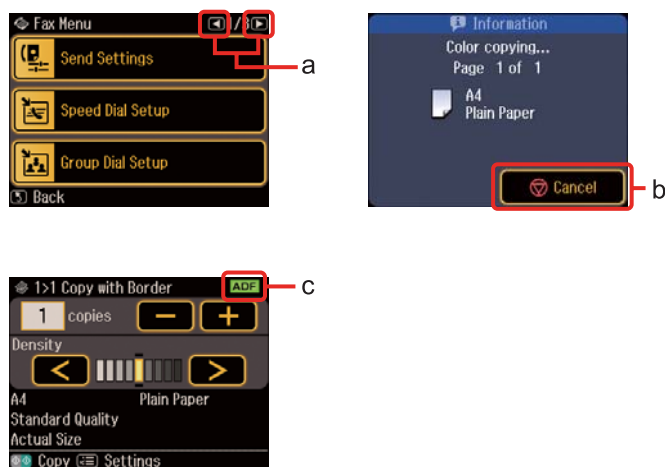 Fax Menu 1/3
Send Settings
Speed Dial Setup
Group Dial Setup
Back
a
Information
Color copying...
Page 1 of 1
A4
Plain Paper
Cancel
b
1>1 Copy with Border ADF
1 copies
Density
A4 Plain Paper
Standard Quality
Actual Size
Copy Settings
c